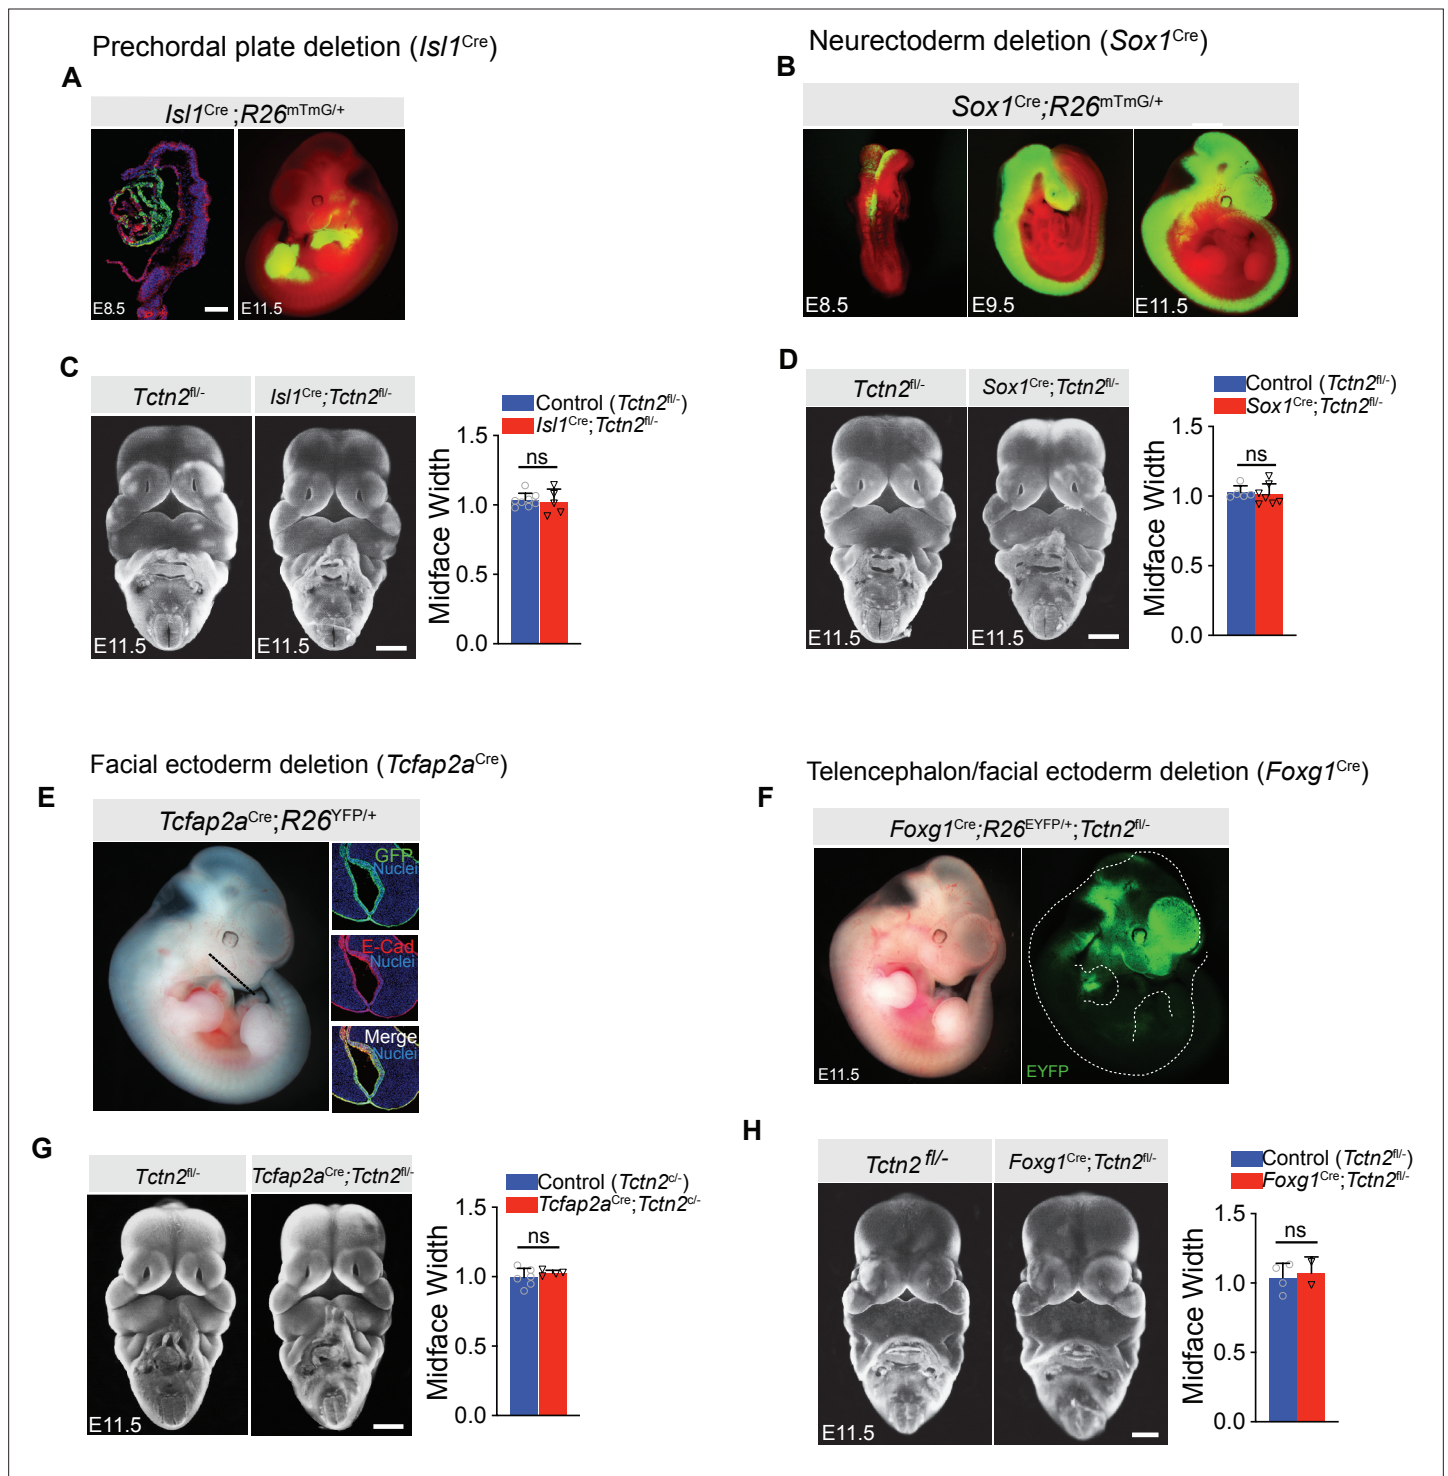 Prechordal plate deletion (Isl1Cre)
A
Isl1Cre;R26mTmG/+
E8.5
E11.5
Neurectoderm deletion (Sox1Cre)
B
Sox1Cre;R26mTmG/+
E8.5
E9.5
E11.5
C
Tctn2fl/-
Isl1Cre;Tctn2fl/-
E11.5
E11.5
Control (Tctn2fl/-)
Isl1Cre;Tctn2fl/-
Midface Width
1.5
1.0
0.5
0.0
ns
D
Tctn2fl/-
Sox1Cre;Tctn2fl/-
E11.5
E11.5
Control (Tctn2fl/-)
Sox1Cre;Tctn2fl/-
Midface Width
1.5
1.0
0.5
0.0
ns
Facial ectoderm deletion (Tcfap2aCre)
E
Tcfap2aCre;R26YFP/+
GFP
Nuclei
E-Cad
Nuclei
Merge
Nuclei
Telencephalon/facial ectoderm deletion (Foxg1Cre)
F
Foxg1Cre;R26EYFP/+;Tctn2fl/-
E11.5
EYFP
G
Tctn2fl/-
Tcfap2aCre;Tctn2fl/-
E11.5
Control (Tctn2c/-)
Tcfap2aCre;Tctn2c/-
Midface Width
1.5
1.0
0.5
0.0
ns
H
Tctn2fl/-
Foxg1Cre;Tctn2fl/-
E11.5
Control (Tctn2fl/-)
Foxg1Cre;Tctn2fl/-
Midface Width
1.5
1.0
0.5
0.0
ns